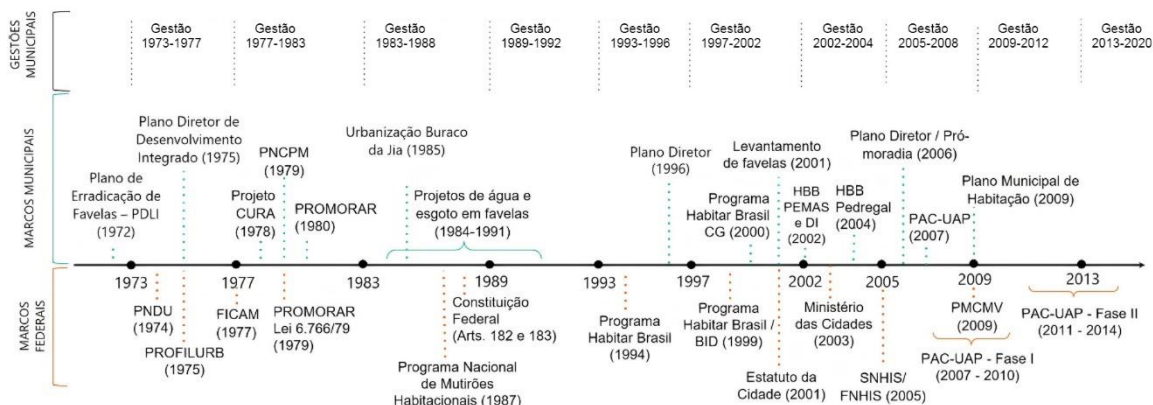 GESTÕES
MUNICIPAIS
Gestão
1973-1977
Gestão
1977-1983
Gestão
1983-1988
Gestão
1989-1992
Gestão
1993-1996
Gestão
1997-2002
Gestão
2002-2004
Gestão
2005-2008
Gestão
2009-2012
Gestão
2013-2020
MARCOS MUNICIPAIS
Plano de
Erradicação de
Favelas – PDLI
(1972)
Plano Diretor de
Desenvolvimento
Integrado (1975)
Projeto
CURA
(1978)
PNCPM
(1979)
PROMORAR
(1980)
Urbanização Buraco
da Jia (1985)
Projetos de água e
esgoto em favelas
(1984-1991)
Plano Diretor
(1996)
Programa
Habitar Brasil
CG (2000)
Levantamento
de favelas (2001)
HBB
PEMAS
e DI
(2002)
HBB
Pedregal
(2004)
Plano Diretor / Pró-
moradia (2006)
PAC-UAP
(2007)
Plano Municipal de
Habitação (2009)
1973
1977
1983
1989
1993
1997
2002
2005
2009
2013
MARCOS
FEDERAIS
PNDU
(1974)
PROFILURB
(1975)
FICAM
(1977)
PROMORAR
Lei 6.766/79
(1979)
Programa Nacional
de Mutirões
Habitacionais (1987)
Constituição
Federal
(Arts. 182 e 183)
Programa
Habitar Brasil
(1994)
Programa
Habitar Brasil /
BID (1999)
Estatuto da
Cidade (2001)
Ministério
das Cidades
(2003)
SNHIS/
FNHIS (2005)
PMCMV
(2009)
PAC-UAP - Fase I
(2007 - 2010)
PAC-UAP - Fase II
(2011 - 2014)